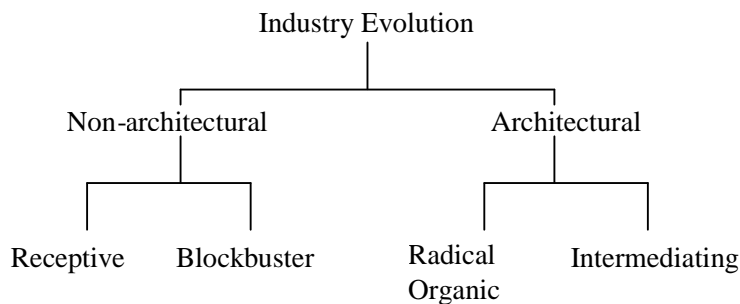 Industry Evolution
Non-architectural
Architectural
Receptive
Blockbuster
Radical
Organic
Intermediating